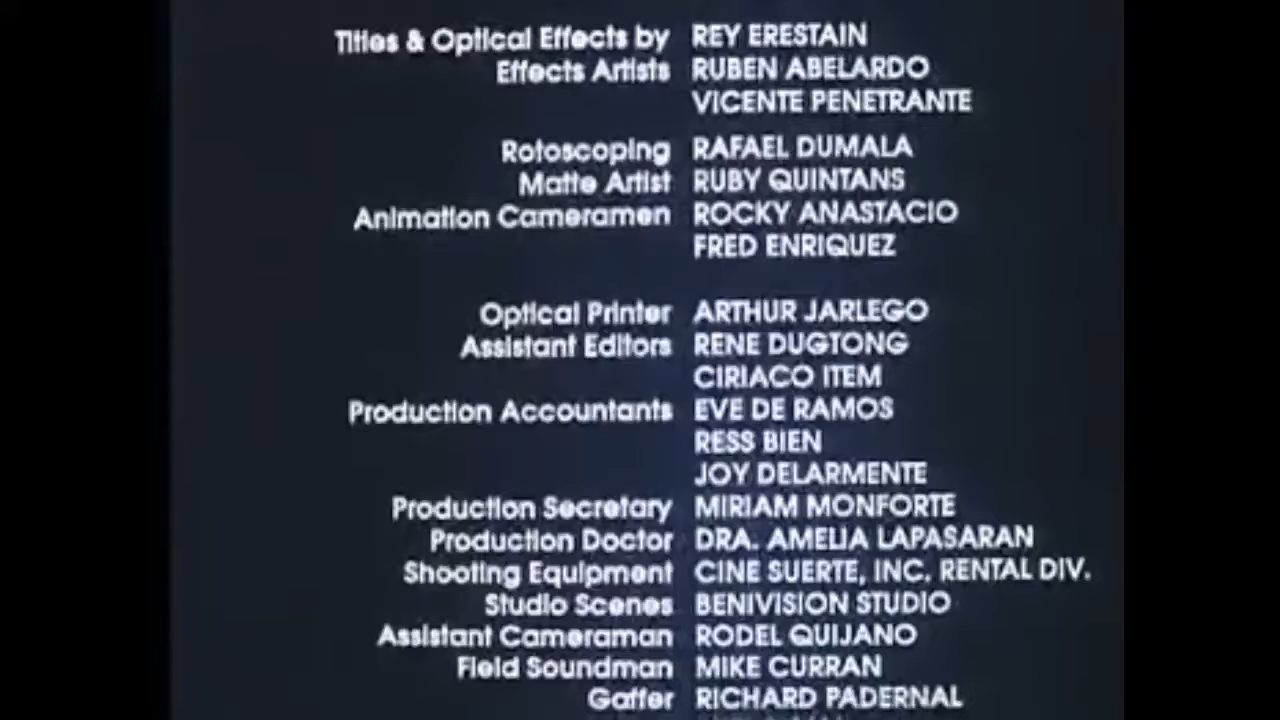 Titles & Optical Effects by REY ERESTAIN
Effects Artists RUBEN ABELARDO
VICENTE PENETRANTE
Rotoscoping RAFAEL DUMALA
Matte Artist RUBY QUINTANS
Animation Cameramen ROCKY ANASTACIO
FRED ENRIQUEZ
Optical Printer ARTHUR JARLEGO
Assistant Editors RENE DUGTONG
CIRIACO ITEM
Production Accountants EVE DE RAMOS
RESS BIEN
JOY DELARMENTE
Production Secretary MIRIAM MONFORTE
Production Doctor DRA. AMELIA LAPASARAN
Shooting Equipment CINE SUERTE, INC. RENTAL DIV.
Studio Scenes BENIVISION STUDIO
Assistant Cameraman RODEL QUIJANO
Field Soundman MIKE CURRAN
Gaffer RICHARD PADERNAL